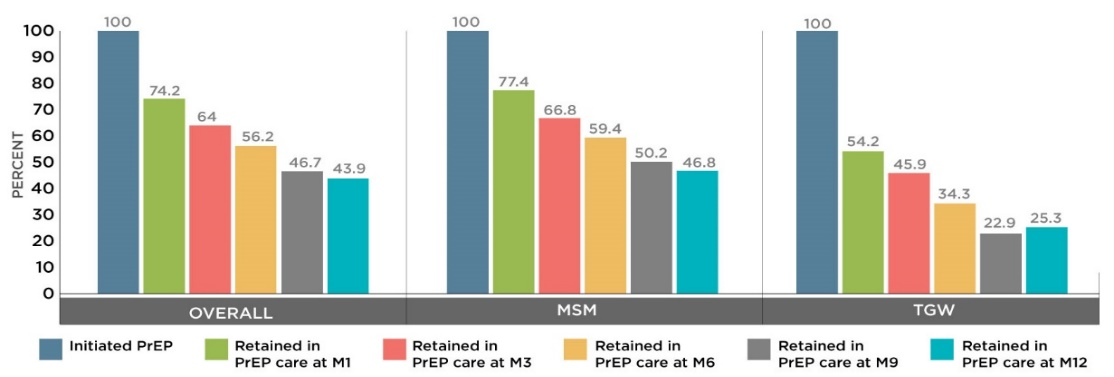 PERCENT
100
90
80
70
60
50
40
30
20
10
0
100
74.2
64
56.2
46.7
43.9
100
77.4
66.8
59.4
50.2
46.8
100
54.2
45.9
34.3
22.9
25.3
OVERALL
MSM
TGW
Initiated PrEP
Retained in
PrEP care at M1
Retained in
PrEP care at M3
Retained in
PrEP care at M6
Retained in
PrEP care at M9
Retained in
PrEP care at M12